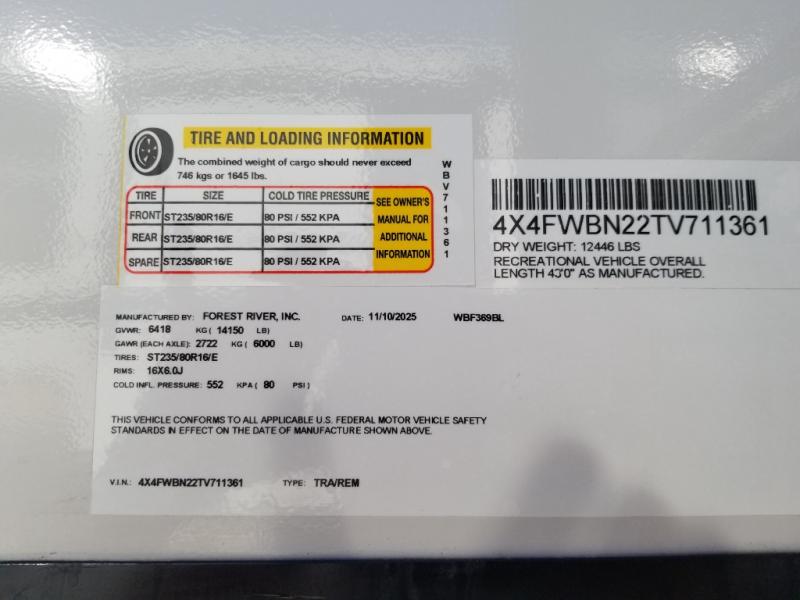 TIRE AND LOADING INFORMATION
The combined weight of cargo should never exceed
746 kgs or 1645 lbs.
TIRE SIZE COLD TIRE PRESSURE
FRONT ST235/80R16/E 80 PSI / 552 KPA
REAR ST235/80R16/E 80 PSI / 552 KPA
SPARE ST235/80R16/E 80 PSI / 552 KPA
SEE OWNER'S
MANUAL FOR
ADDITIONAL
INFORMATION
WBV711361
4X4FWBN22TV711361
DRY WEIGHT: 12446 LBS
RECREATIONAL VEHICLE OVERALL
LENGTH 43'0" AS MANUFACTURED.
MANUFACTURED BY: FOREST RIVER, INC. DATE: 11/10/2025 WBF369BL
GVWR: 6418 KG ( 14150 LB)
GAWR (EACH AXLE): 2722 KG ( 6000 LB)
TIRES: ST235/80R16/E
RIMS: 16X6.0J
COLD INFL. PRESSURE: 552 KPA ( 80 PSI )
THIS VEHICLE CONFORMS TO ALL APPLICABLE U.S. FEDERAL MOTOR VEHICLE SAFETY
STANDARDS IN EFFECT ON THE DATE OF MANUFACTURE SHOWN ABOVE.
V.I.N.: 4X4FWBN22TV711361 TYPE: TRA/REM